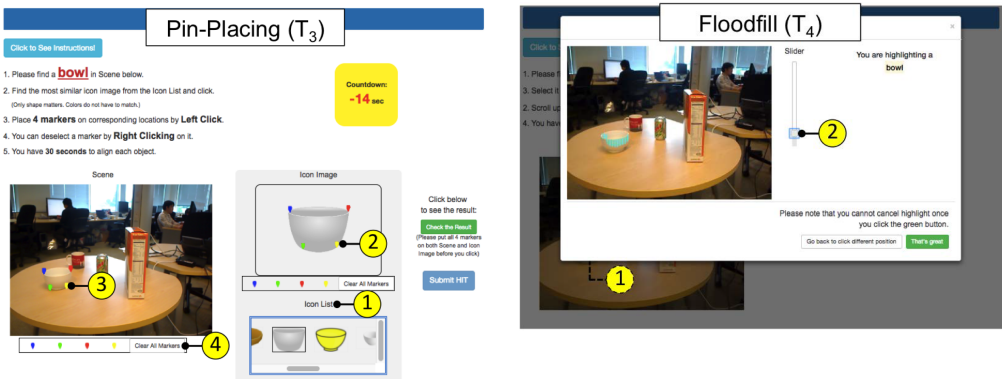 Pin-Placing (T3)
Click to See Instructions!
1. Please find a bowl in Scene below.
2. Find the most similar icon image from the Icon List and click.
(Only shape matters. Colors do not have to match.)
3. Place 4 markers on corresponding locations by Left Click.
4. You can deselect a marker by Right Clicking on it.
5. You have 30 seconds to align each object.
Countdown:
-14 sec
Scene
3
Clear All Markers
4
Icon Image
2
Clear All Markers
Icon List
1
Click below
to see the result:
Check the Result
(Please put all 4 markers
on both Scene and Icon
Image before you click)
Submit HIT
Floodfill (T4)
×
Click to
1. Please f
3. Select it
2. Scroll up
4. You have
Slider
2
You are highlighting a
bowl
Please note that you cannot cancel highlight once
you click the green button.
Go back to click different position
That's great
1